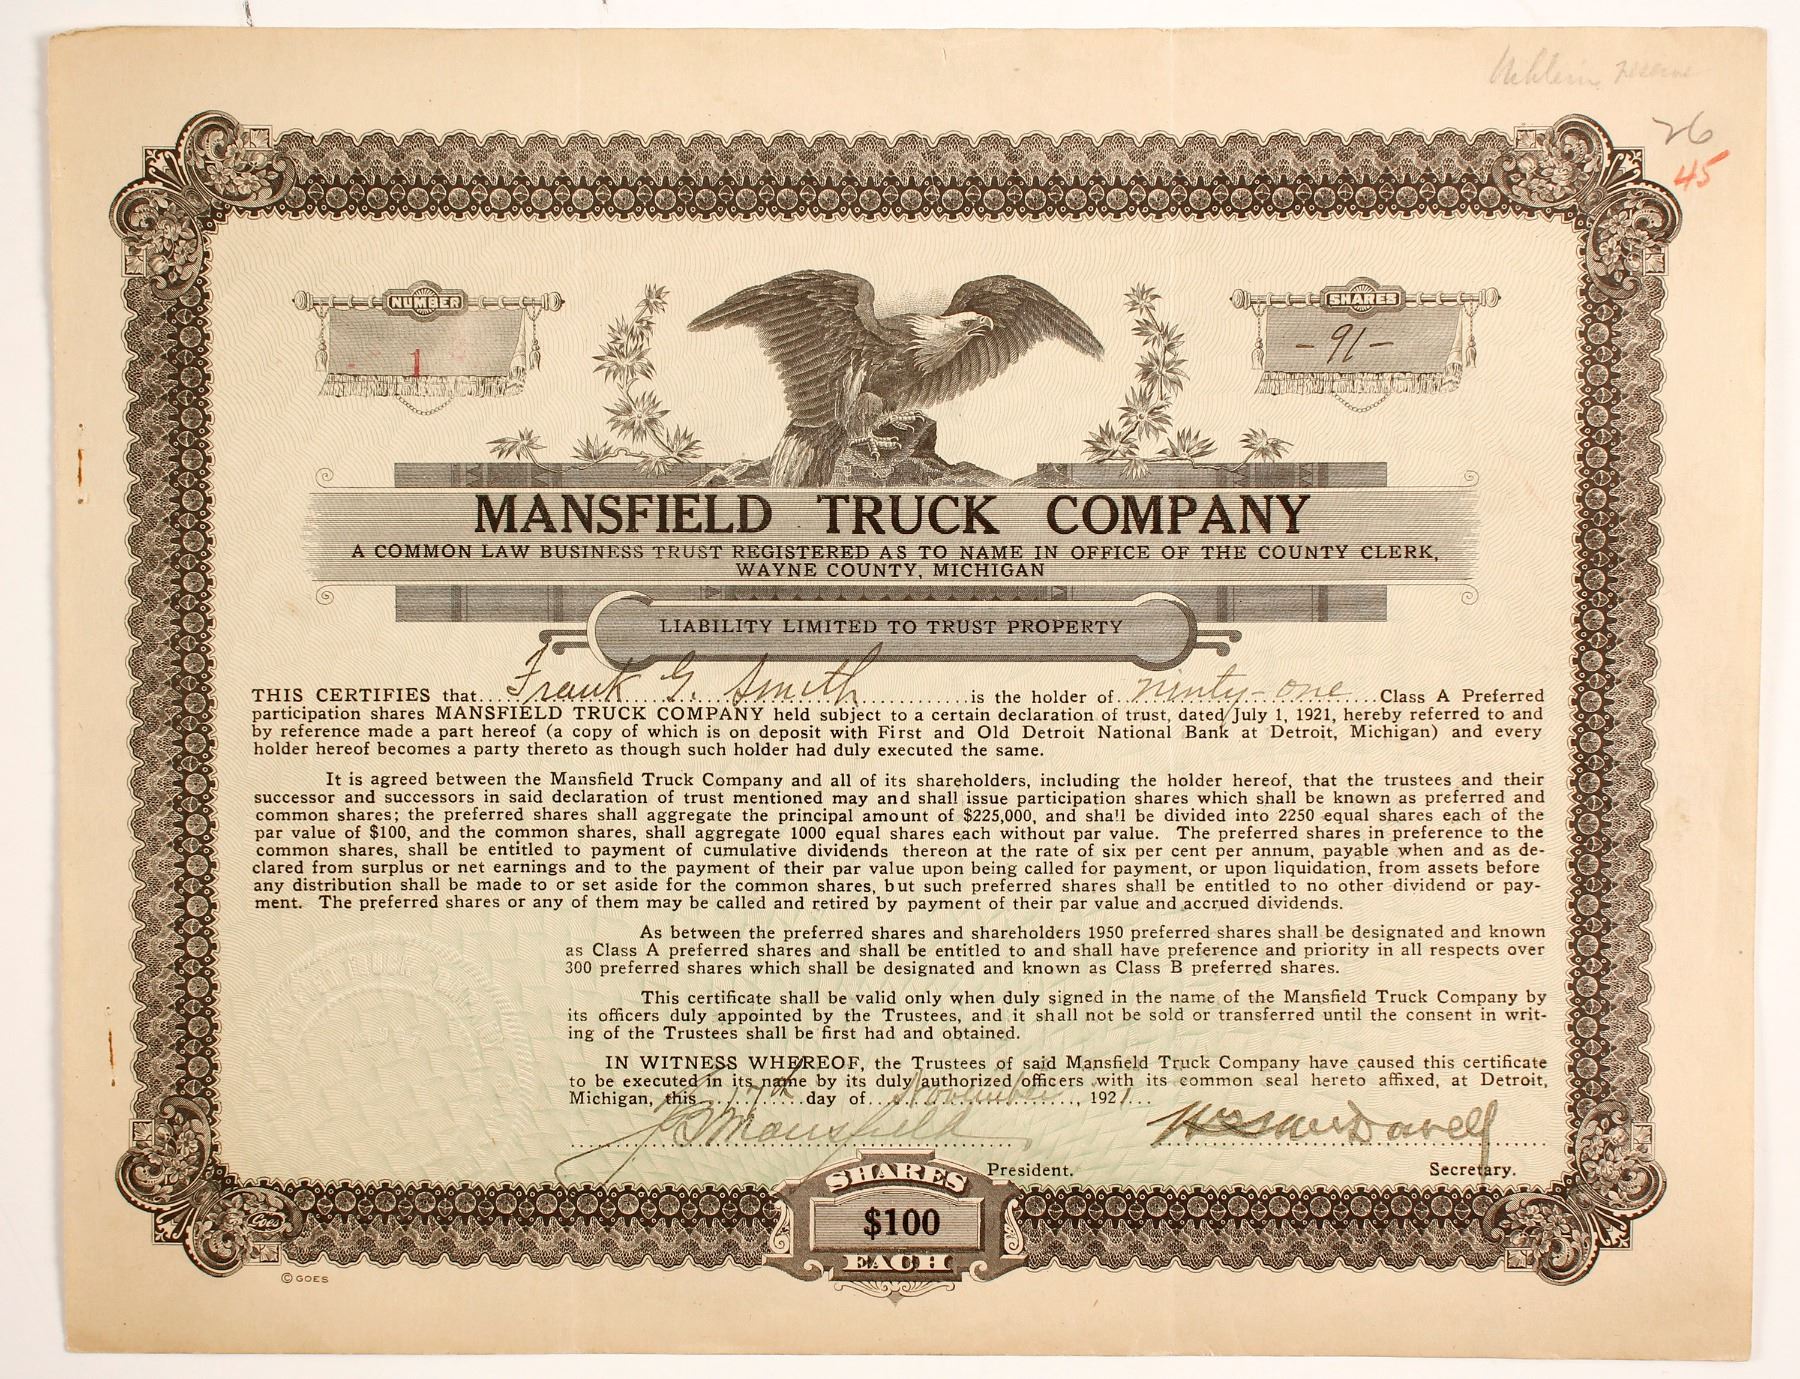 26
45
NUMBER
1
SHARES
- 91 -
MANSFIELD TRUCK COMPANY
A COMMON LAW BUSINESS TRUST REGISTERED AS TO NAME IN OFFICE OF THE COUNTY CLERK,
WAYNE COUNTY, MICHIGAN
LIABILITY LIMITED TO TRUST PROPERTY
THIS CERTIFIES that Frank G. Smith is the holder of ninty-one Class A Preferred
participation shares MANSFIELD TRUCK COMPANY held subject to a certain declaration of trust, dated July 1, 1921, hereby referred to and
by reference made a part hereof (a copy of which is on deposit with First and Old Detroit National Bank at Detroit, Michigan) and every
holder hereof becomes a party thereto as though such holder had duly executed the same.
It is agreed between the Mansfield Truck Company and all of its shareholders, including the holder hereof, that the trustees and their
successor and successors in said declaration of trust mentioned may and shall issue participation shares which shall be known as preferred and
common shares; the preferred shares shall aggregate the principal amount of $225,000, and shall be divided into 2250 equal shares each of the
par value of $100, and the common shares, shall aggregate 1000 equal shares each without par value. The preferred shares in preference to the
common shares, shall be entitled to payment of cumulative dividends thereon at the rate of six per cent per annum, payable when and as de-
clared from surplus or net earnings and to the payment of their par value upon being called for payment, or upon liquidation, from assets before
any distribution shall be made to or set aside for the common shares, but such preferred shares shall be entitled to no other dividend or pay-
ment. The preferred shares or any of them may be called and retired by payment of their par value and accrued dividends.
As between the preferred shares and shareholders 1950 preferred shares shall be designated and known
as Class A preferred shares and shall be entitled to and shall have preference and priority in all respects over
300 preferred shares which shall be designated and known as Class B preferred shares.
This certificate shall be valid only when duly signed in the name of the Mansfield Truck Company by
its officers duly appointed by the Trustees, and it shall not be sold or transferred until the consent in writ-
ing of the Trustees shall be first had and obtained.
IN WITNESS WHEREOF, the Trustees of said Mansfield Truck Company have caused this certificate
to be executed in its name by its duly authorized officers with its common seal hereto affixed, at Detroit,
Michigan, this 17th day of November, 1921
Mansfield
President.
Secretary.
SHARES
$100
EACH
Goes
© GOES